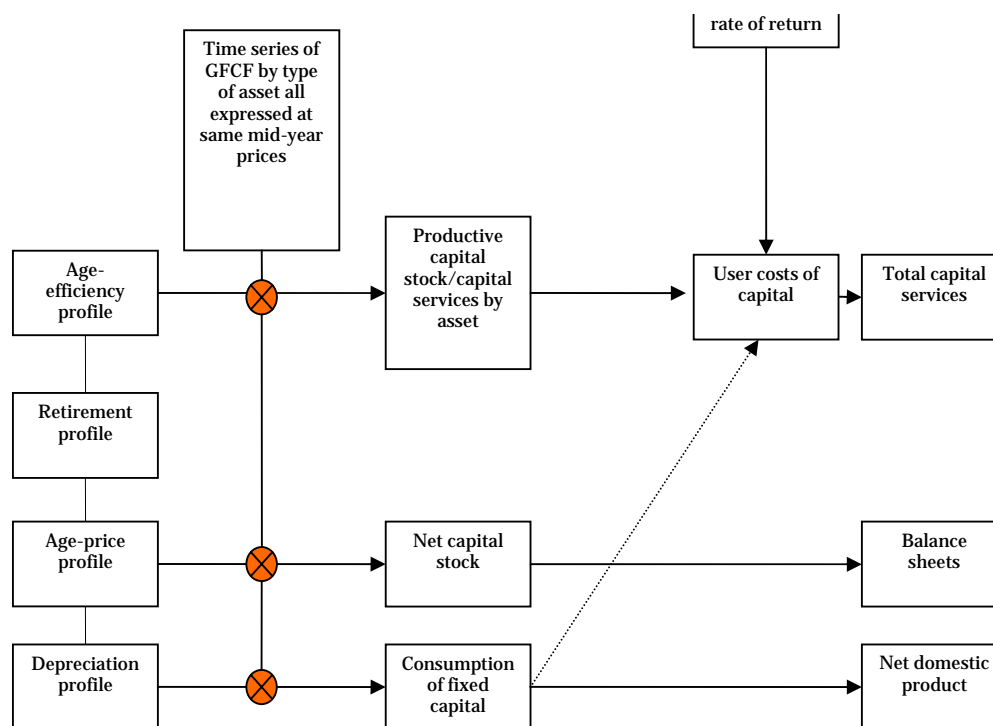 rate of return
Time series of
GFCF by type
of asset all
expressed at
same mid-year
prices
Age-
efficiency
profile
Productive
capital
stock/capital
services by
asset
User costs of
capital
Total capital
services
Retirement
profile
Age-price
profile
Net capital
stock
Balance
sheets
Depreciation
profile
Consumption
of fixed
capital
Net domestic
product